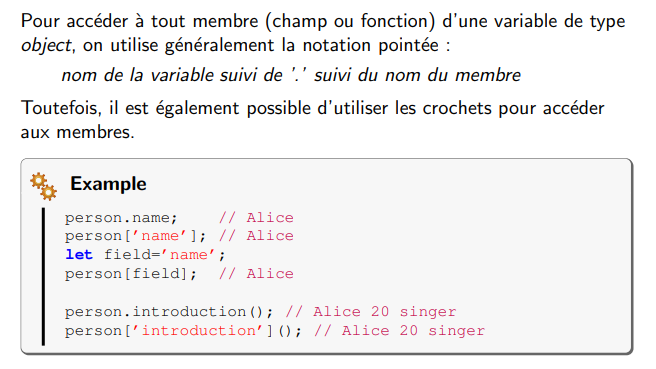 Pour accéder à tout membre (champ ou fonction) d’une variable de type
object, on utilise généralement la notation pointée :
nom de la variable suivi de ’.’ suivi du nom du membre
Toutefois, il est également possible d’utiliser les crochets pour accéder
aux membres.
Example
person.name;    // Alice
person[’name’]; // Alice
let field=’name’;
person[field];  // Alice
person.introduction(); // Alice 20 singer
person[’introduction’](); // Alice 20 singer